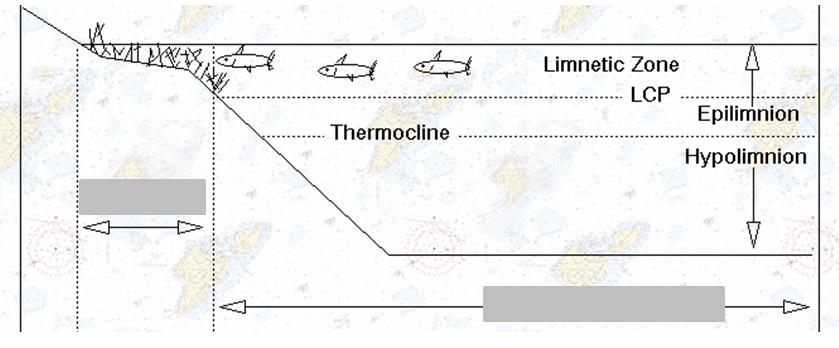 Limnetic Zone
LCP
Epilimnion
Thermocline
Hypolimnion